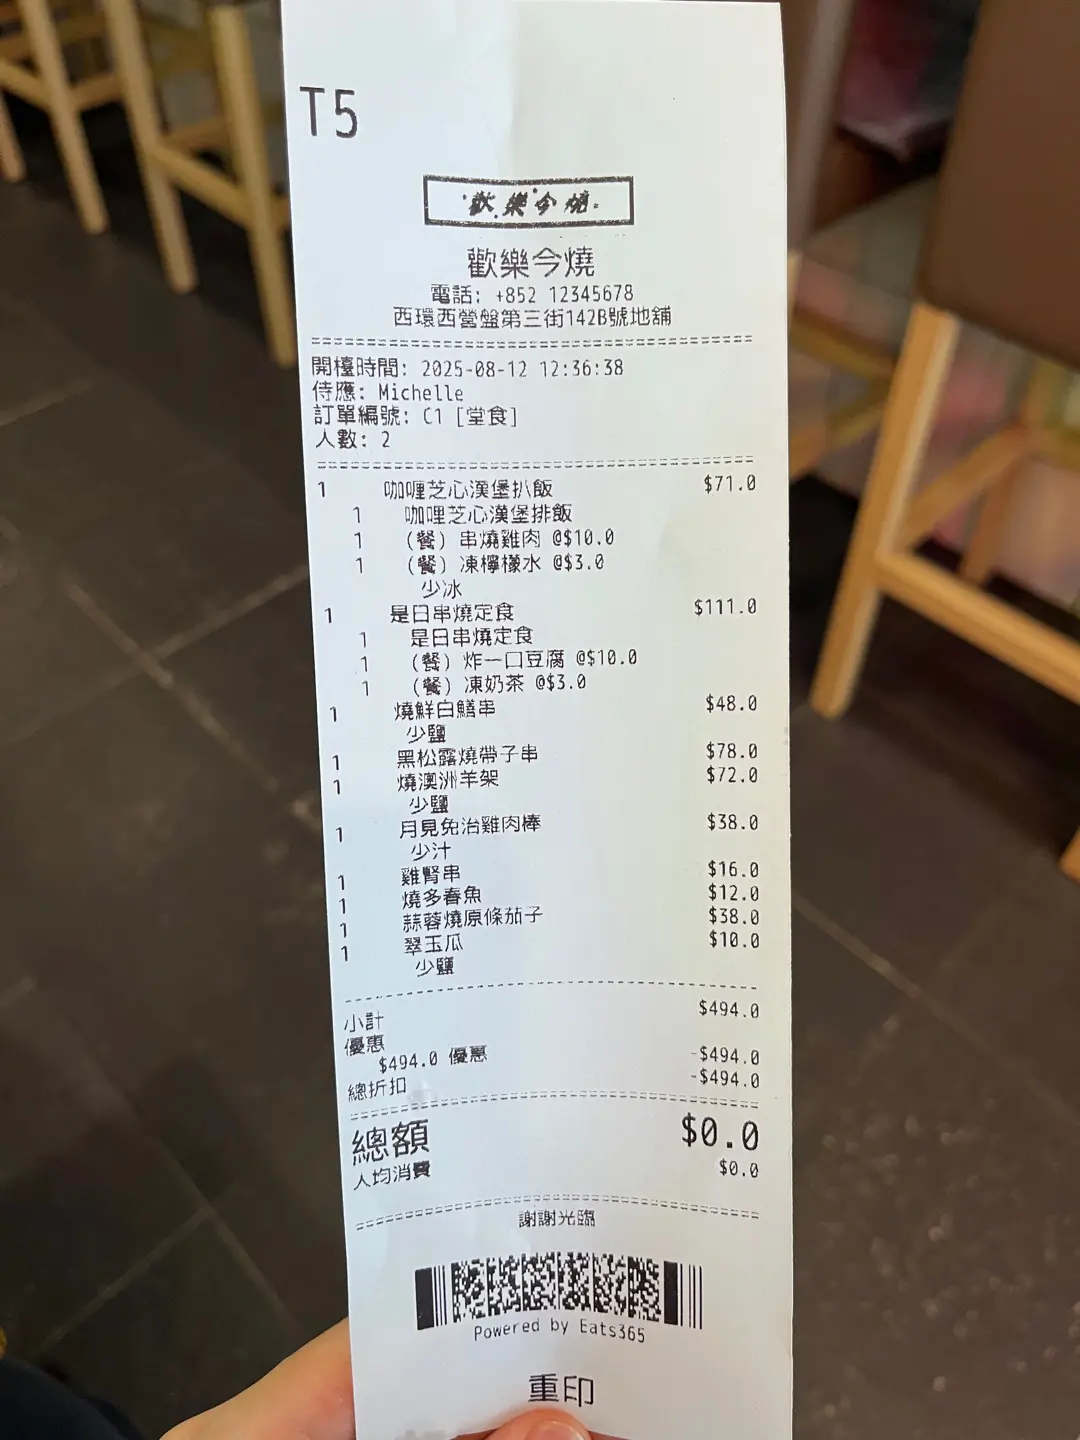 T5
歡樂今燒
歡樂今燒
電話: +852 12345678
西環西營盤第三街142B號地舖
開檯時間: 2025-08-12 12:36:38
侍應: Michelle
訂單編號: C1 [堂食]
人數: 2
1 咖喱芝心漢堡扒飯 $71.0
1 咖喱芝心漢堡排飯
1 (餐) 串燒雞肉 @$10.0
1 (餐) 凍檸檬水 @$3.0
少冰
1 是日串燒定食 $111.0
1 是日串燒定食
1 (餐) 炸一口豆腐 @$10.0
1 (餐) 凍奶茶 @$3.0
1 燒鮮白鱔串 $48.0
少鹽
1 黑松露燒帶子串 $78.0
1 燒澳洲羊架 $72.0
少鹽
1 月見免治雞肉棒 $38.0
少汁
1 雞腎串 $16.0
1 燒多春魚 $12.0
1 蒜蓉燒原條茄子 $38.0
1 翠玉瓜 $10.0
少鹽
小計 $494.0
優惠
$494.0 優惠 -$494.0
總折扣 -$494.0
總額 $0.0
人均消費 $0.0
謝謝光臨
Powered by Eats365
重印